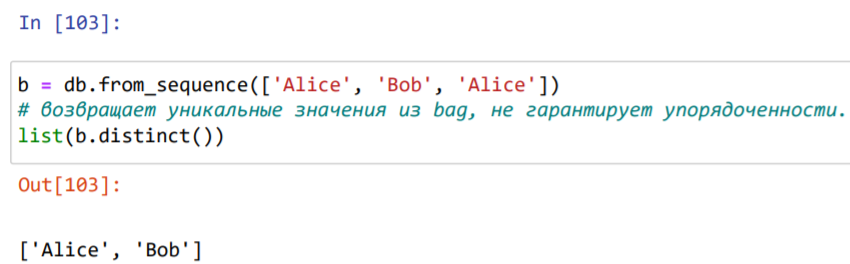 In [103]:
b = db.from_sequence(['Alice', 'Bob', 'Alice'])
# возвращает уникальные значения из bag, не гарантирует упорядоченности.
list(b.distinct())
Out[103]:
['Alice', 'Bob']